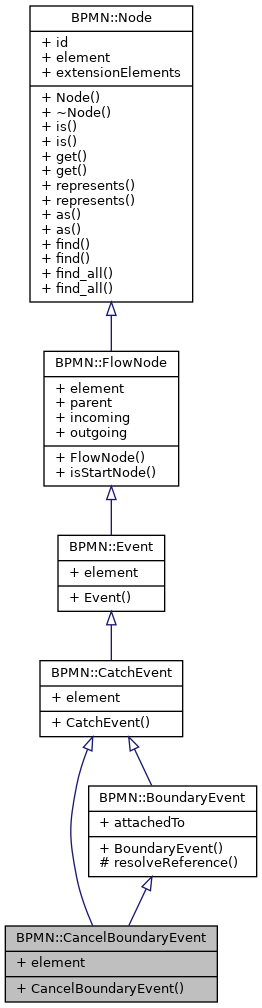 BPMN::Node
+ id
+ element
+ extensionElements
+ Node()
+ ~Node()
+ is()
+ is()
+ get()
+ get()
+ represents()
+ represents()
+ as()
+ as()
+ find()
+ find()
+ find_all()
+ find_all()
BPMN::FlowNode
+ element
+ parent
+ incoming
+ outgoing
+ FlowNode()
+ isStartNode()
BPMN::Event
+ element
+ Event()
BPMN::CatchEvent
+ element
+ CatchEvent()
BPMN::BoundaryEvent
+ attachedTo
+ BoundaryEvent()
# resolveReference()
BPMN::CancelBoundaryEvent
+ element
+ CancelBoundaryEvent()